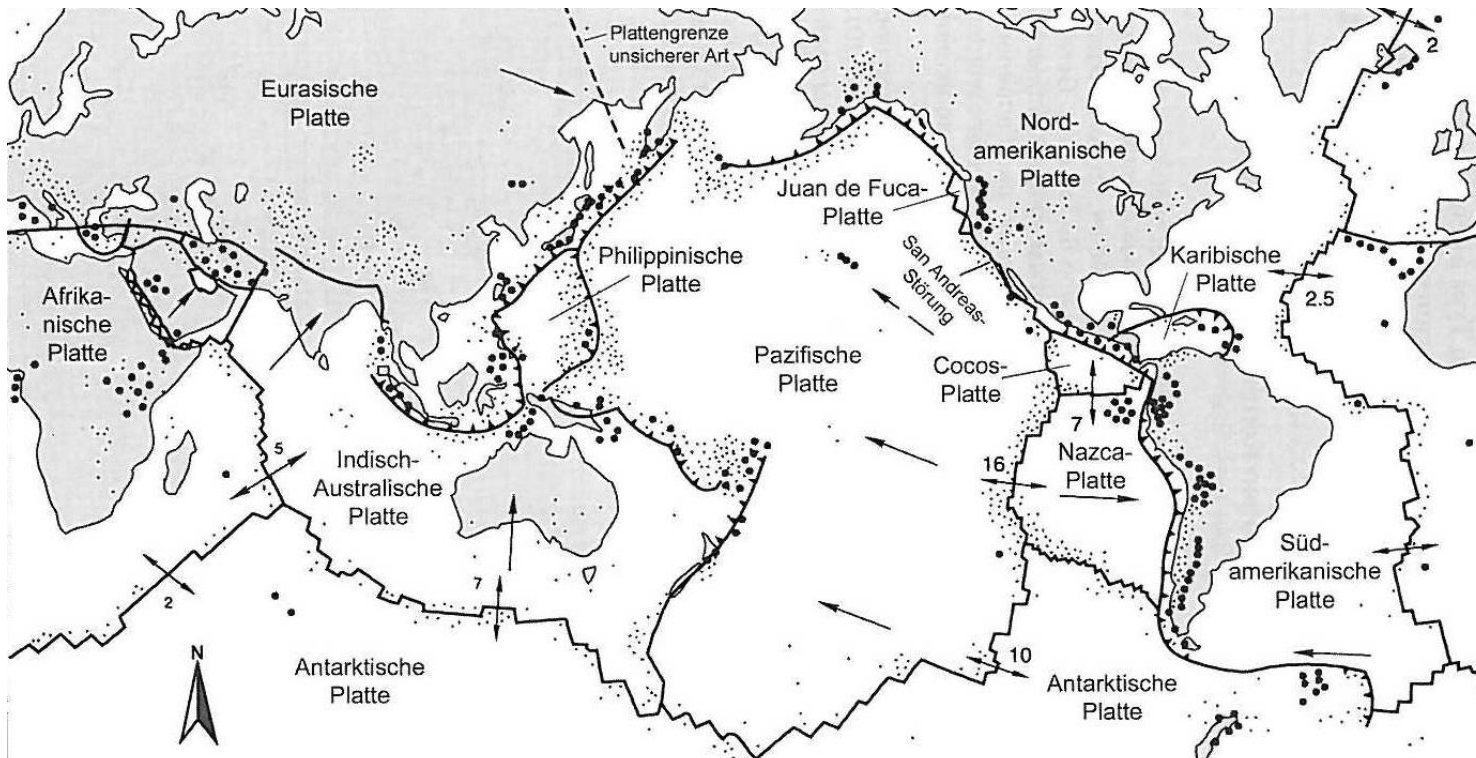 Plattengrenze
unsicherer Art
2
Eurasische
Platte
Nord-
amerikanische
Platte
Juan de Fuca-
Platte
Philippinische
Platte
San Andreas-
Störung
Karibische
Platte
2.5
Afrika-
nische
Platte
Pazifische
Platte
Cocos-
Platte
7
Nazca-
Platte
16
5
Indisch-
Australische
Platte
Süd-
amerikanische
Platte
7
2
N
Antarktische
Platte
10
Antarktische
Platte